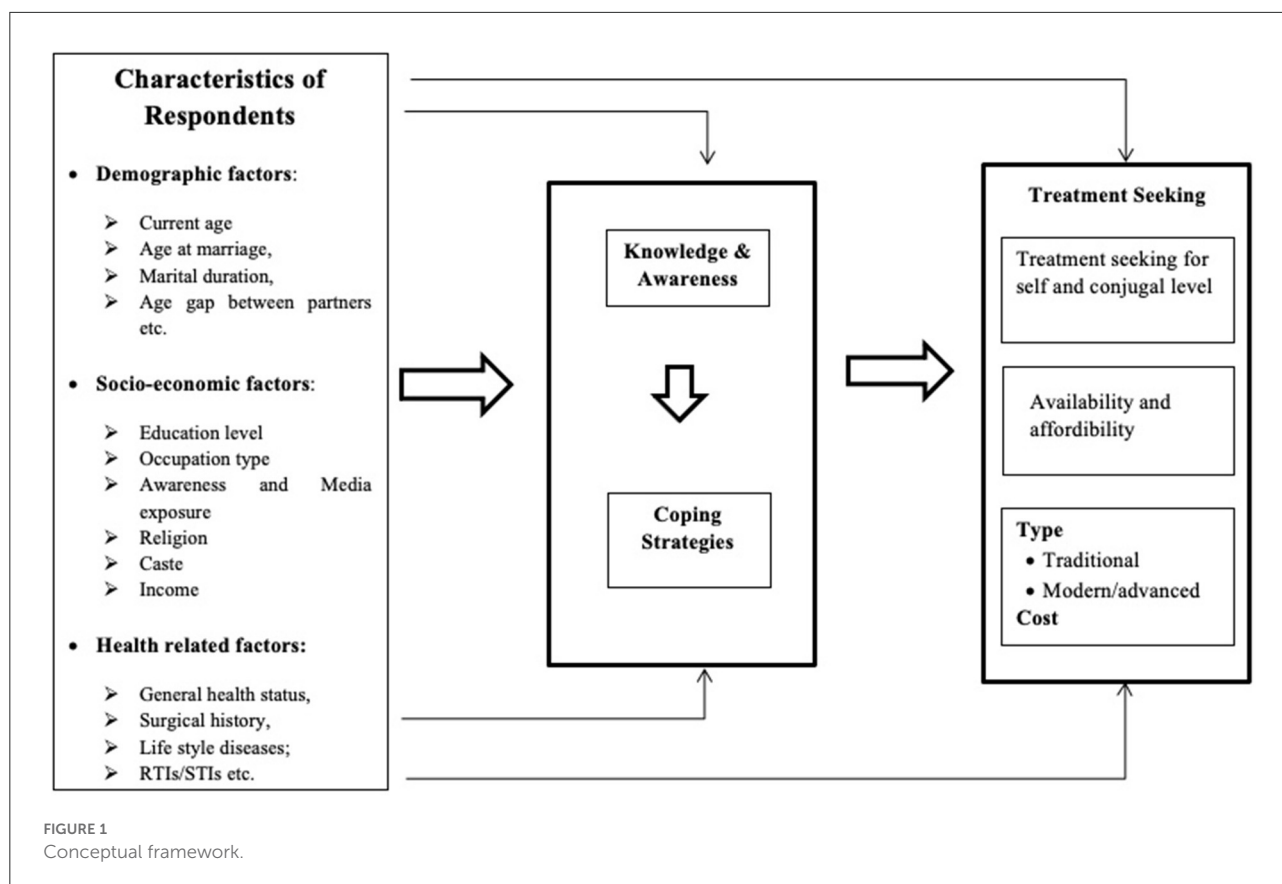 Characteristics of
Respondents
• Demographic factors:
➢ Current age
➢ Age at marriage,
➢ Marital duration,
➢ Age gap between partners
etc.
• Socio-economic factors:
➢ Education level
➢ Occupation type
➢ Awareness and Media
exposure
➢ Religion
➢ Caste
➢ Income
• Health related factors:
➢ General health status,
➢ Surgical history,
➢ Life style diseases;
➢ RTIs/STIs etc.
Knowledge &
Awareness
Coping
Strategies
Treatment Seeking
Treatment seeking for
self and conjugal level
Availability and
affordibility
Type
• Traditional
• Modern/advanced
Cost
FIGURE 1
Conceptual framework.